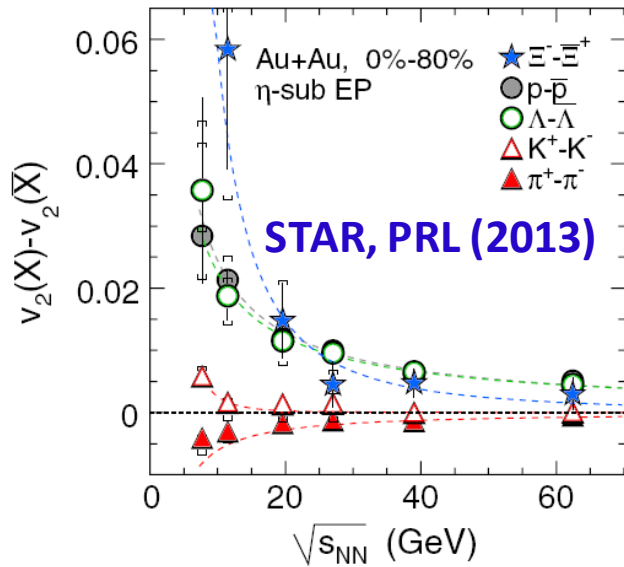 0.06
0.04
0.02
0
v₂(X)-v₂(X̅)
Au+Au, 0%-80%
η-sub EP
Ξ⁻-Ξ̅⁺
p-p̅
Λ-Λ̅
K⁺-K⁻
π⁺-π⁻
STAR, PRL (2013)
0 20 40 60
√s_NN (GeV)